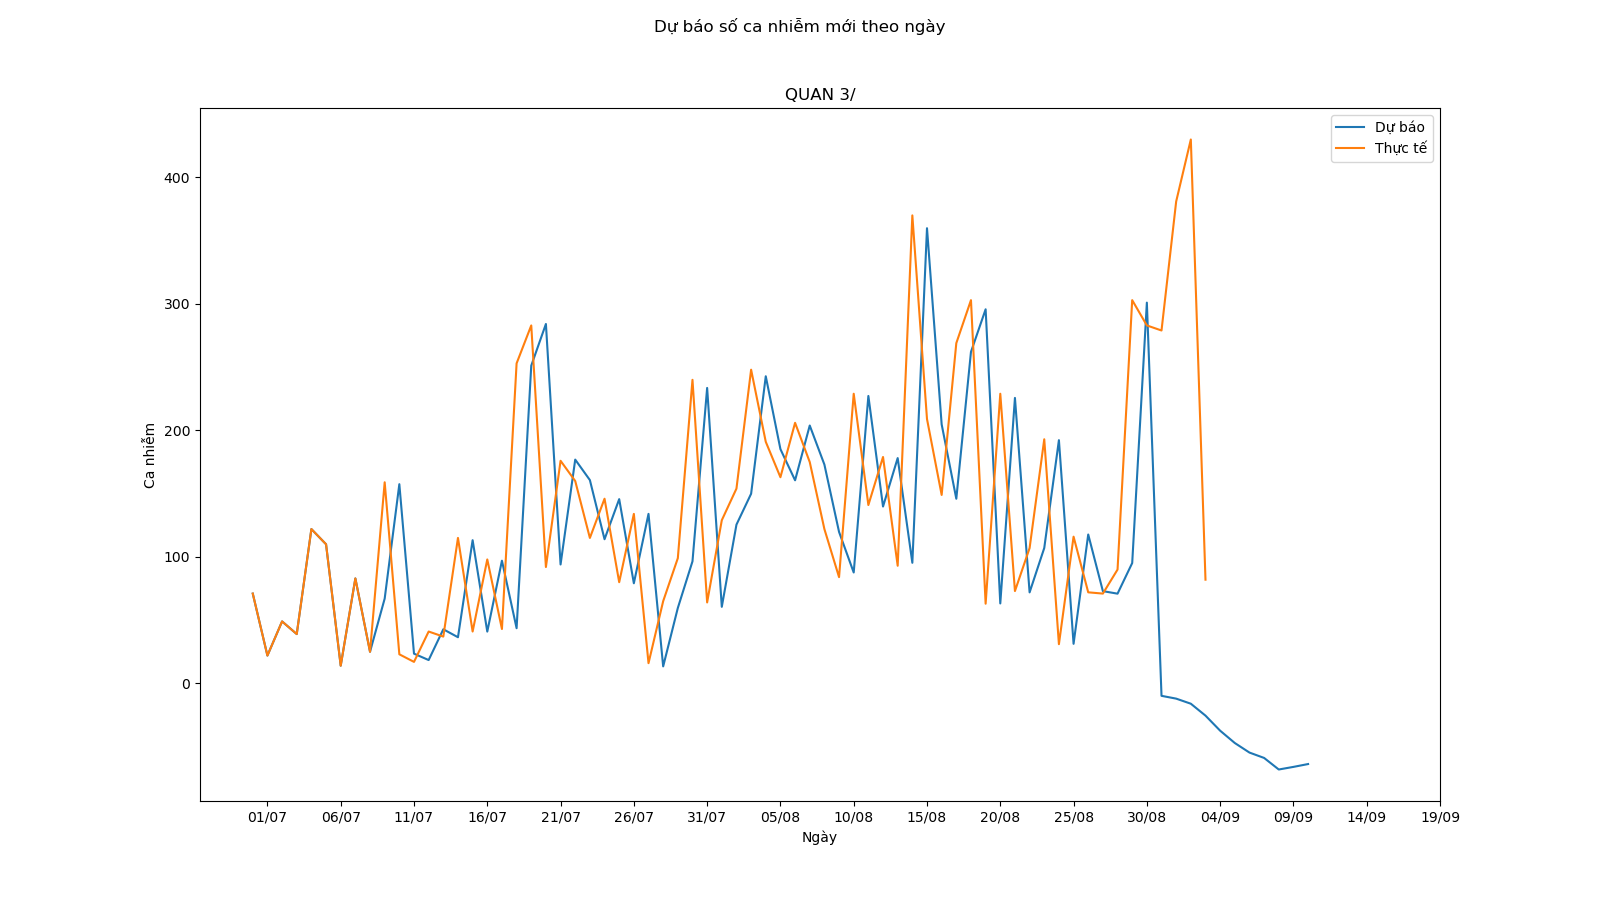 Dự báo số ca nhiễm mới theo ngày
QUAN 3/
Dự báo
Thực tế
400
300
200
100
0
Ca nhiễm
01/07 06/07 11/07 16/07 21/07 26/07 31/07 05/08 10/08 15/08 20/08 25/08 30/08 04/09 09/09 14/09 19/09
Ngày